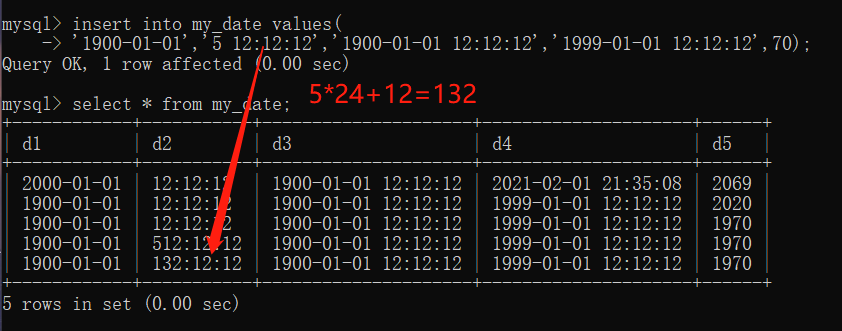 mysql> insert into my_date values(
    -> '1900-01-01','5 12:12:12','1900-01-01 12:12:12','1999-01-01 12:12:12',70);
Query OK, 1 row affected (0.00 sec)
mysql> select * from my_date; 5*24+12=132
+------------+-----------+---------------------+---------------------+------+
| d1         | d2        | d3                  | d4                  | d5   |
+------------+-----------+---------------------+---------------------+------+
| 2000-01-01 | 12:12:12  | 1900-01-01 12:12:12 | 2021-02-01 21:35:08 | 2069 |
| 1900-01-01 | 12:12:12  | 1900-01-01 12:12:12 | 1999-01-01 12:12:12 | 2020 |
| 1900-01-01 | 12:12:12  | 1900-01-01 12:12:12 | 1999-01-01 12:12:12 | 1970 |
| 1900-01-01 | 512:12:12 | 1900-01-01 12:12:12 | 1999-01-01 12:12:12 | 1970 |
| 1900-01-01 | 132:12:12 | 1900-01-01 12:12:12 | 1999-01-01 12:12:12 | 1970 |
+------------+-----------+---------------------+---------------------+------+
5 rows in set (0.00 sec)